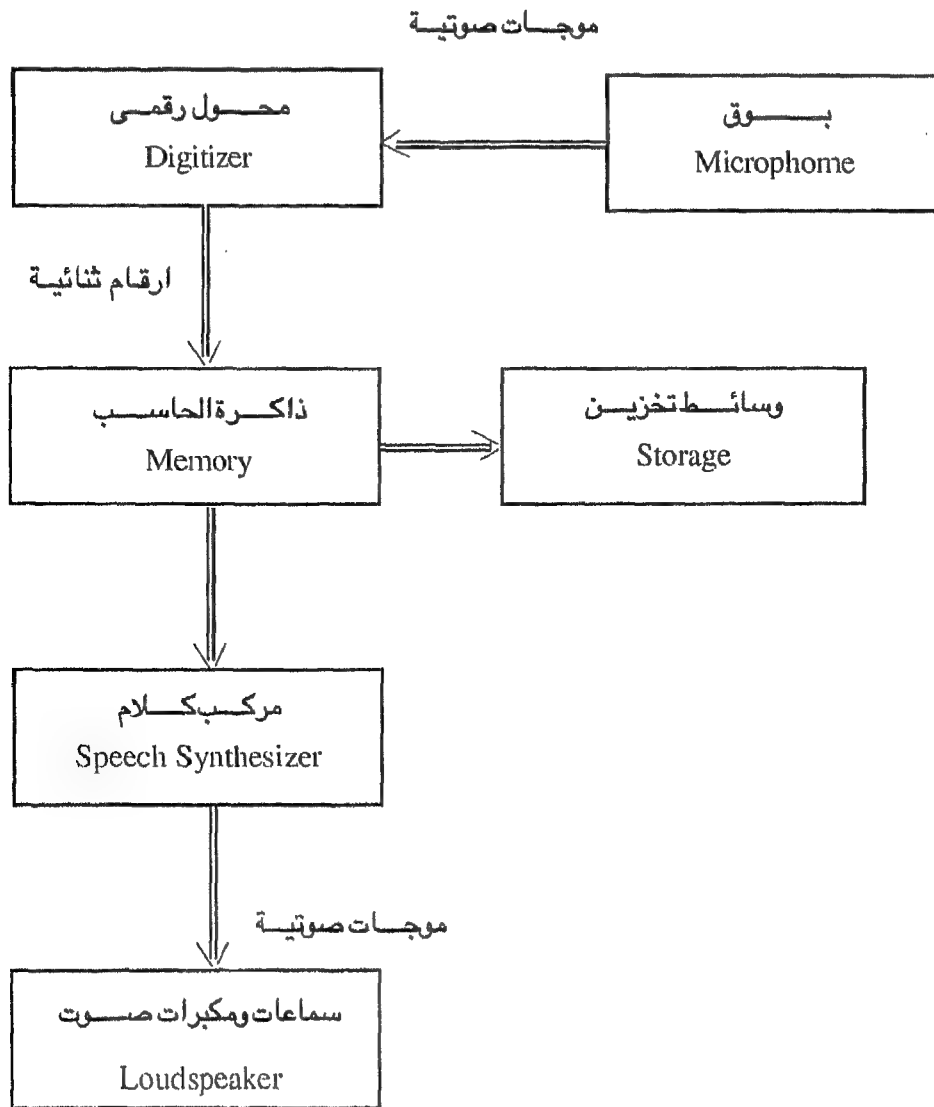 موجات صوتية
بوق
Microphome
محول رقمى
Digitizer
ارقام ثنائية
ذاكرة الحاسب
Memory
وسائط تخزين
Storage
مركب كلام
Speech Synthesizer
موجات صوتية
سماعات ومكبرات صوت
Loudspeaker